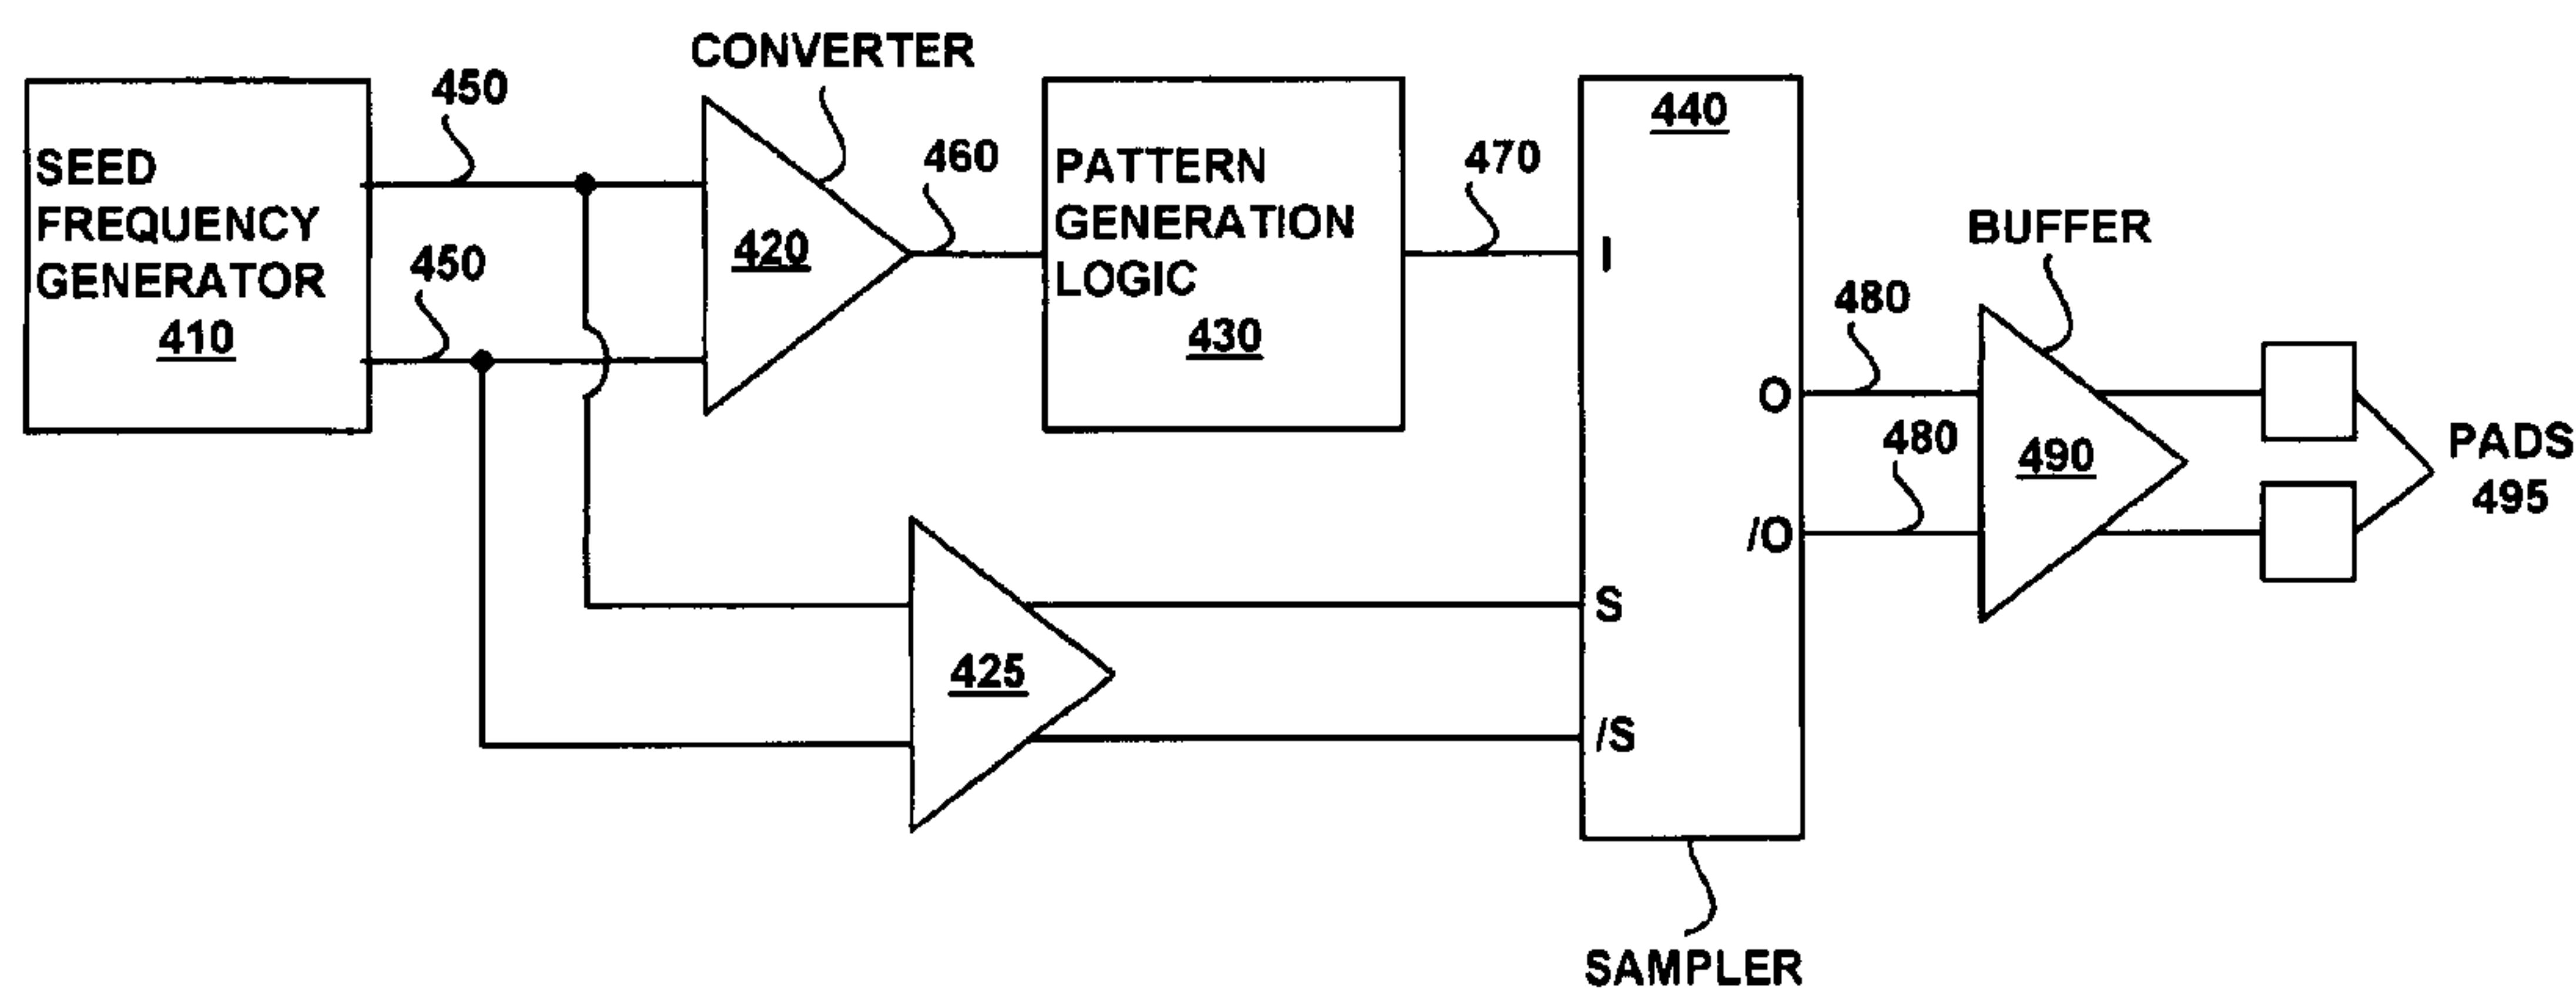 CONVERTER
450
SEED
FREQUENCY
GENERATOR
410
450
420
460
PATTERN
GENERATION
LOGIC
430
470
440
I
O
/O
S
/S
480
480
BUFFER
490
PADS
495
425
SAMPLER